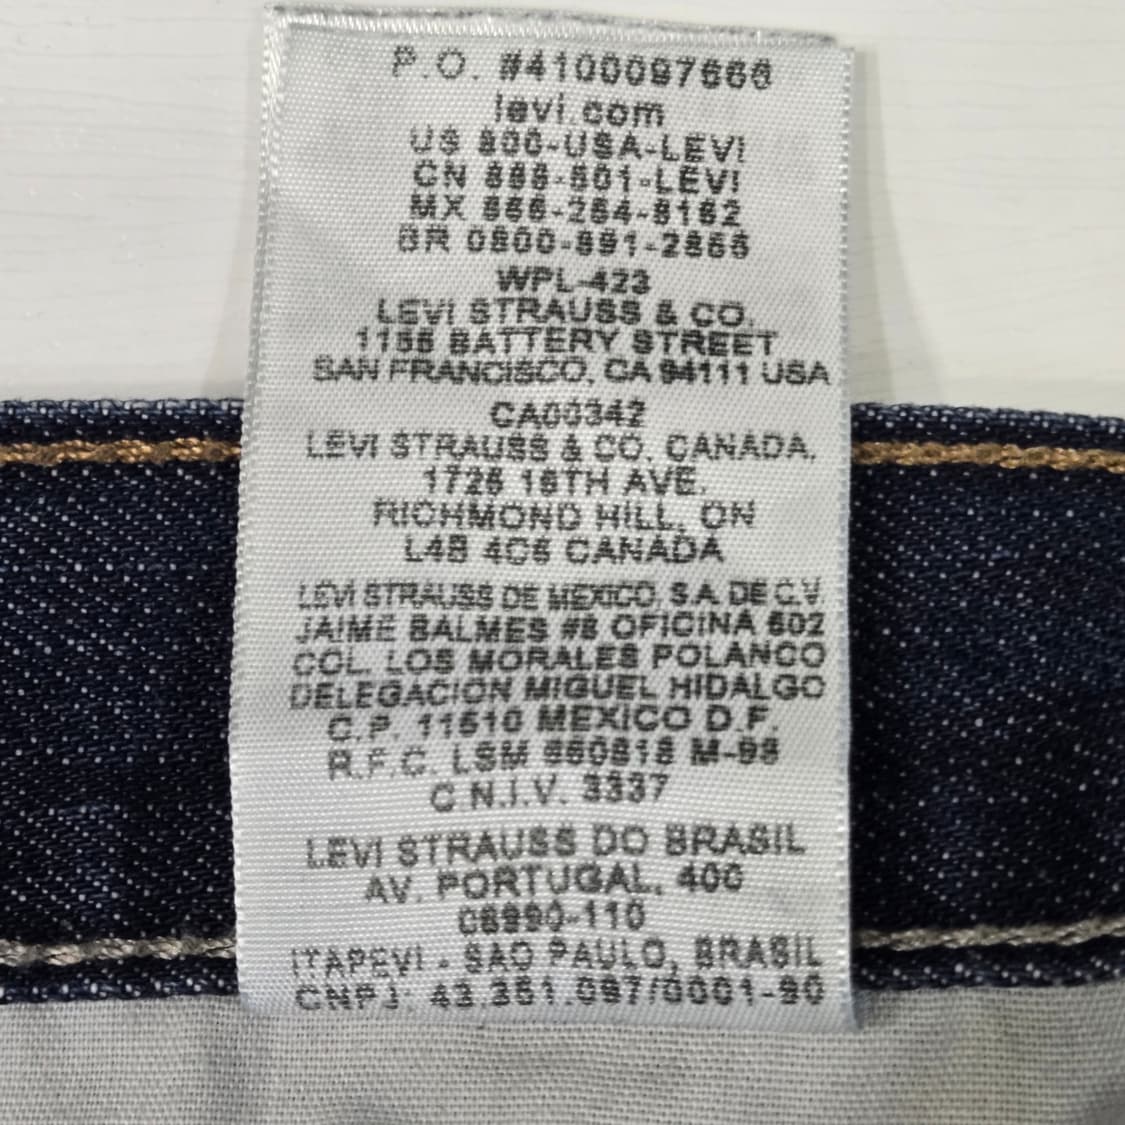 P.O. #4100097666
levi.com
US 800-USA-LEVI
CN 888-501-LEVI
MX 866-264-8162
BR 0800-891-2855
WPL-423
LEVI STRAUSS & CO.
1155 BATTERY STREET
SAN FRANCISCO, CA 94111 USA
CA00342
LEVI STRAUSS & CO. CANADA.
1725 16TH AVE.
RICHMOND HILL, ON
L4B 4C6 CANADA
LEVI STRAUSS DE MEXICO, S.A. DE C.V.
JAIME BALMES #8 OFICINA 602
COL. LOS MORALES POLANCO
DELEGACION MIGUEL HIDALGO
C.P. 11510 MEXICO D.F.
R.F.C. LSM
C.N.I.V. 3337
LEVI STRAUSS DO BRASIL
AV. PORTUGAL, 400
06690-110
ITAPEVI - SAO PAULO, BRASIL
CNPJ: 43.351.097/0001-90